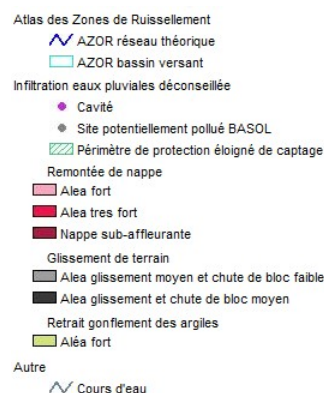 Atlas des Zones de Ruissellement
AZOR réseau théorique
AZOR bassin versant
Infiltration eaux pluviales déconseillée
Cavité
Site potentiellement pollué BASOL
Périmètre de protection éloigné de captage
Remontée de nappe
Alea fort
Alea tres fort
Nappe sub-affleurante
Glissement de terrain
Alea glissement moyen et chute de bloc faible
Alea glissement et chute de bloc moyen
Retrait gonflement des argiles
Aléa fort
Autre
Cours d'eau